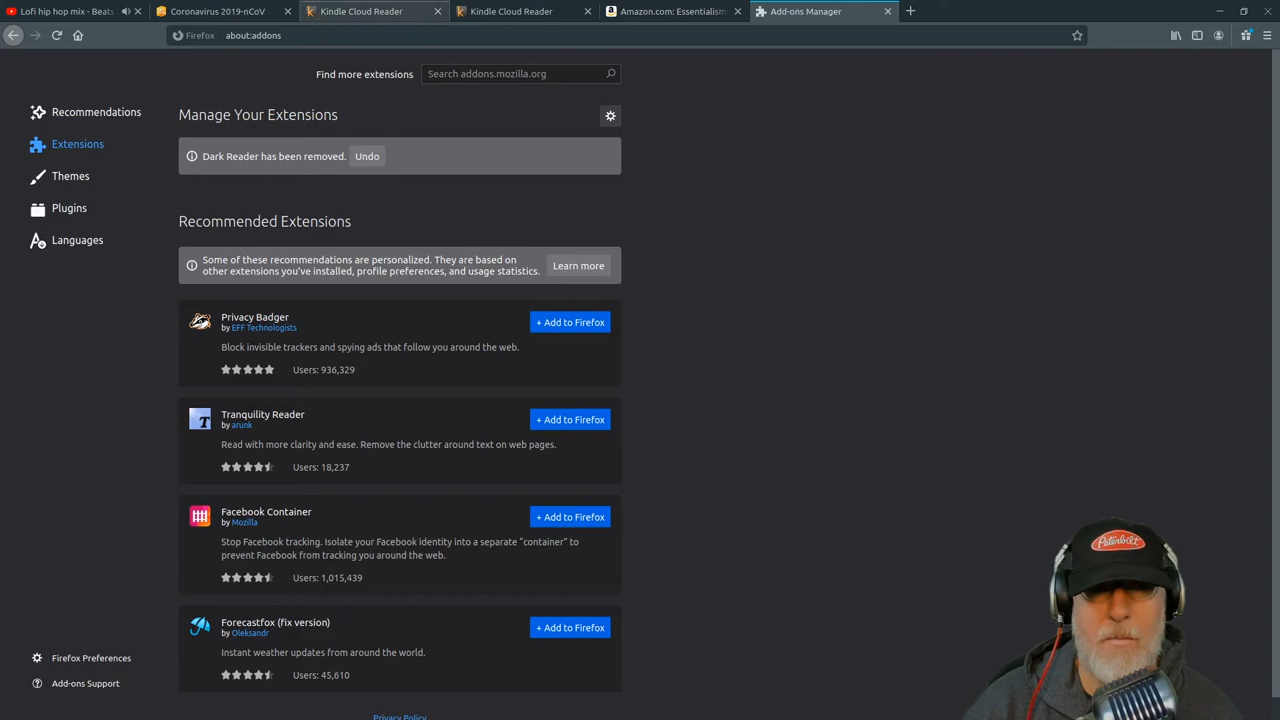 Lofi hip hop mix - Beats
Coronavirus 2019-nCoV
Kindle Cloud Reader
Kindle Cloud Reader
Amazon.com: Essentialism
Add-ons Manager
Firefox
about:addons
Find more extensions
Search addons.mozilla.org
Recommendations
Extensions
Themes
Plugins
Languages
Manage Your Extensions
Dark Reader has been removed. Undo
Recommended Extensions
Some of these recommendations are personalized. They are based on
other extensions you've installed, profile preferences, and usage statistics.
Learn more
Privacy Badger
by EFF Technologists
+ Add to Firefox
Block invisible trackers and spying ads that follow you around the web.
Users: 936,329
Tranquility Reader
by arunk
+ Add to Firefox
Read with more clarity and ease. Remove the clutter around text on web pages.
Users: 18,237
Facebook Container
by Mozilla
+ Add to Firefox
Stop Facebook tracking. Isolate your Facebook identity into a separate "container" to
prevent Facebook from tracking you around the web.
Users: 1,015,439
Forecastfox (fix version)
by Oleksandr
+ Add to Firefox
Instant weather updates from around the world.
Users: 45,610
Privacy Policy
Firefox Preferences
Add-ons Support
Peterbilt